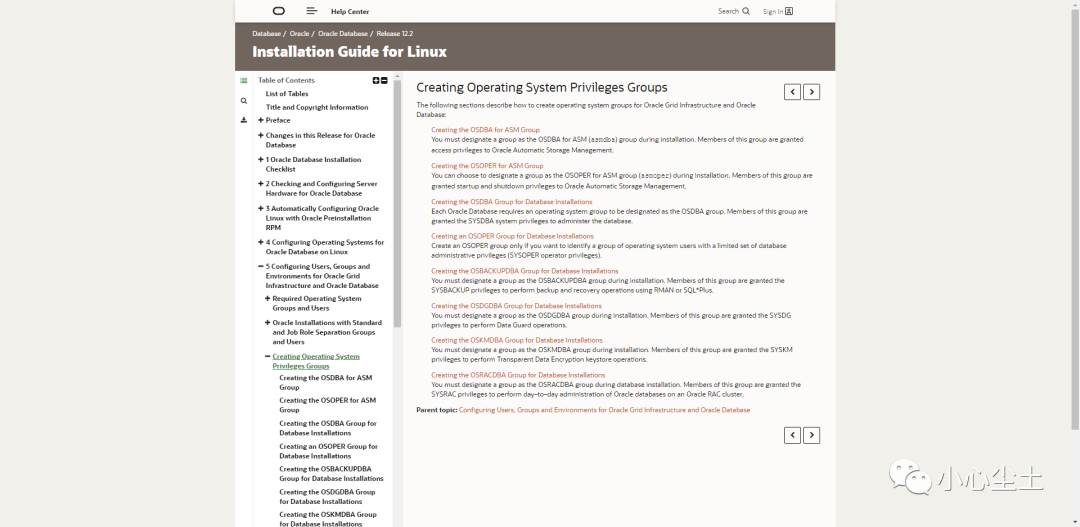 Help Center
Search
Sign In
Database / Oracle / Oracle Database / Release 12.2
Installation Guide for Linux
Table of Contents
List of Tables
Title and Copyright Information
Preface
Changes in this Release for Oracle
Database
1 Oracle Database Installation
Checklist
2 Checking and Configuring Server
Hardware for Oracle Database
3 Automatically Configuring Oracle
Linux with Oracle Preinstallation
RPM
4 Configuring Operating Systems for
Oracle Database on Linux
5 Configuring Users, Groups and
Environments for Oracle Grid
Infrastructure and Oracle Database
Required Operating System
Groups and Users
Oracle Installations with Standard
and Job Role Separation Groups
and Users
Creating Operating System
Privileges Groups
Creating the OSDBA for ASM
Group
Creating the OSOPER for ASM
Group
Creating the OSDBA Group for
Database Installations
Creating an OSOPER Group for
Database Installations
Creating the OSBACKUPDBA
Group for Database Installations
Creating the OSDGDBA Group
for Database Installations
Creating the OSKMDBA Group
for Database Installations
Creating Operating System Privileges Groups
The following sections describe how to create operating system groups for Oracle Grid Infrastructure and Oracle
Database:
Creating the OSDBA for ASM Group
You must designate a group as the OSDBA for ASM (asmdba) group during installation. Members of this group are granted
access privileges to Oracle Automatic Storage Management.
Creating the OSOPER for ASM Group
You can choose to designate a group as the OSOPER for ASM group (asmoper) during installation. Members of this group are
granted startup and shutdown privileges to Oracle Automatic Storage Management.
Creating the OSDBA Group for Database Installations
Each Oracle Database requires an operating system group to be designated as the OSDBA group. Members of this group are
granted the SYSDBA system privileges to administer the database.
Creating an OSOPER Group for Database Installations
Create an OSOPER group only if you want to identify a group of operating system users with a limited set of database
administrative privileges (SYSOPER operator privileges).
Creating the OSBACKUPDBA Group for Database Installations
You must designate a group as the OSBACKUPDBA group during installation. Members of this group are granted the
SYSBACKUP privileges to perform backup and recovery operations using RMAN or SQL*Plus.
Creating the OSDGDBA Group for Database Installations
You must designate a group as the OSDGDBA group during installation. Members of this group are granted the SYSDG
privileges to perform Data Guard operations.
Creating the OSKMDBA Group for Database Installations
You must designate a group as the OSKMDBA group during installation. Members of this group are granted the SYSKM
privileges to perform Transparent Data Encryption keystore operations.
Creating the OSRACDBA Group for Database Installations
You must designate a group as the OSRACDBA group during database installation. Members of this group are granted the
SYSRAC privileges to perform day-to-day administration of Oracle databases on an Oracle RAC cluster.
Parent topic: Configuring Users, Groups and Environments for Oracle Grid Infrastructure and Oracle Database
小心尘土